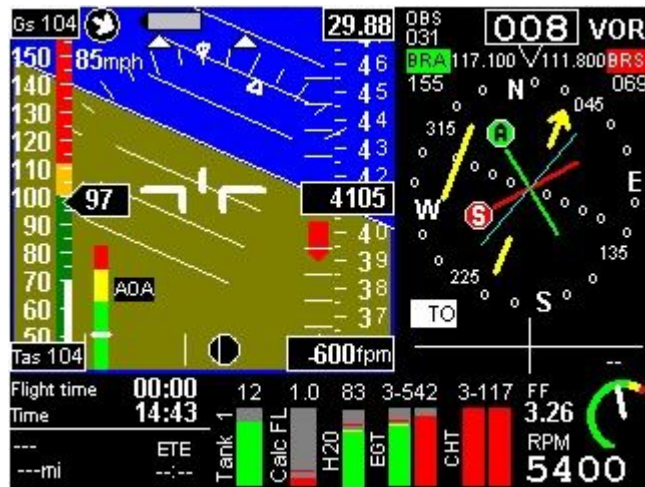 Gs 104
29.88
OBS
031
008
VOR
BRA
117.100
111.800
BRS
155
069
150
85mph
140
130
120
110
100
90
80
70
60
50
97
46
45
44
43
42
4105
40
39
38
37
AOA
Tas 104
-600fpm
N
045
E
135
S
225
W
315
A
S
TO
Flight time 00:00
Time 14:43
---
ETE
---mi
--:--
12
1.0
83
3-542
3-117
Tank 1
Calc FL
H20
EGT
CHT
FF
3.26
RPM
5400
--